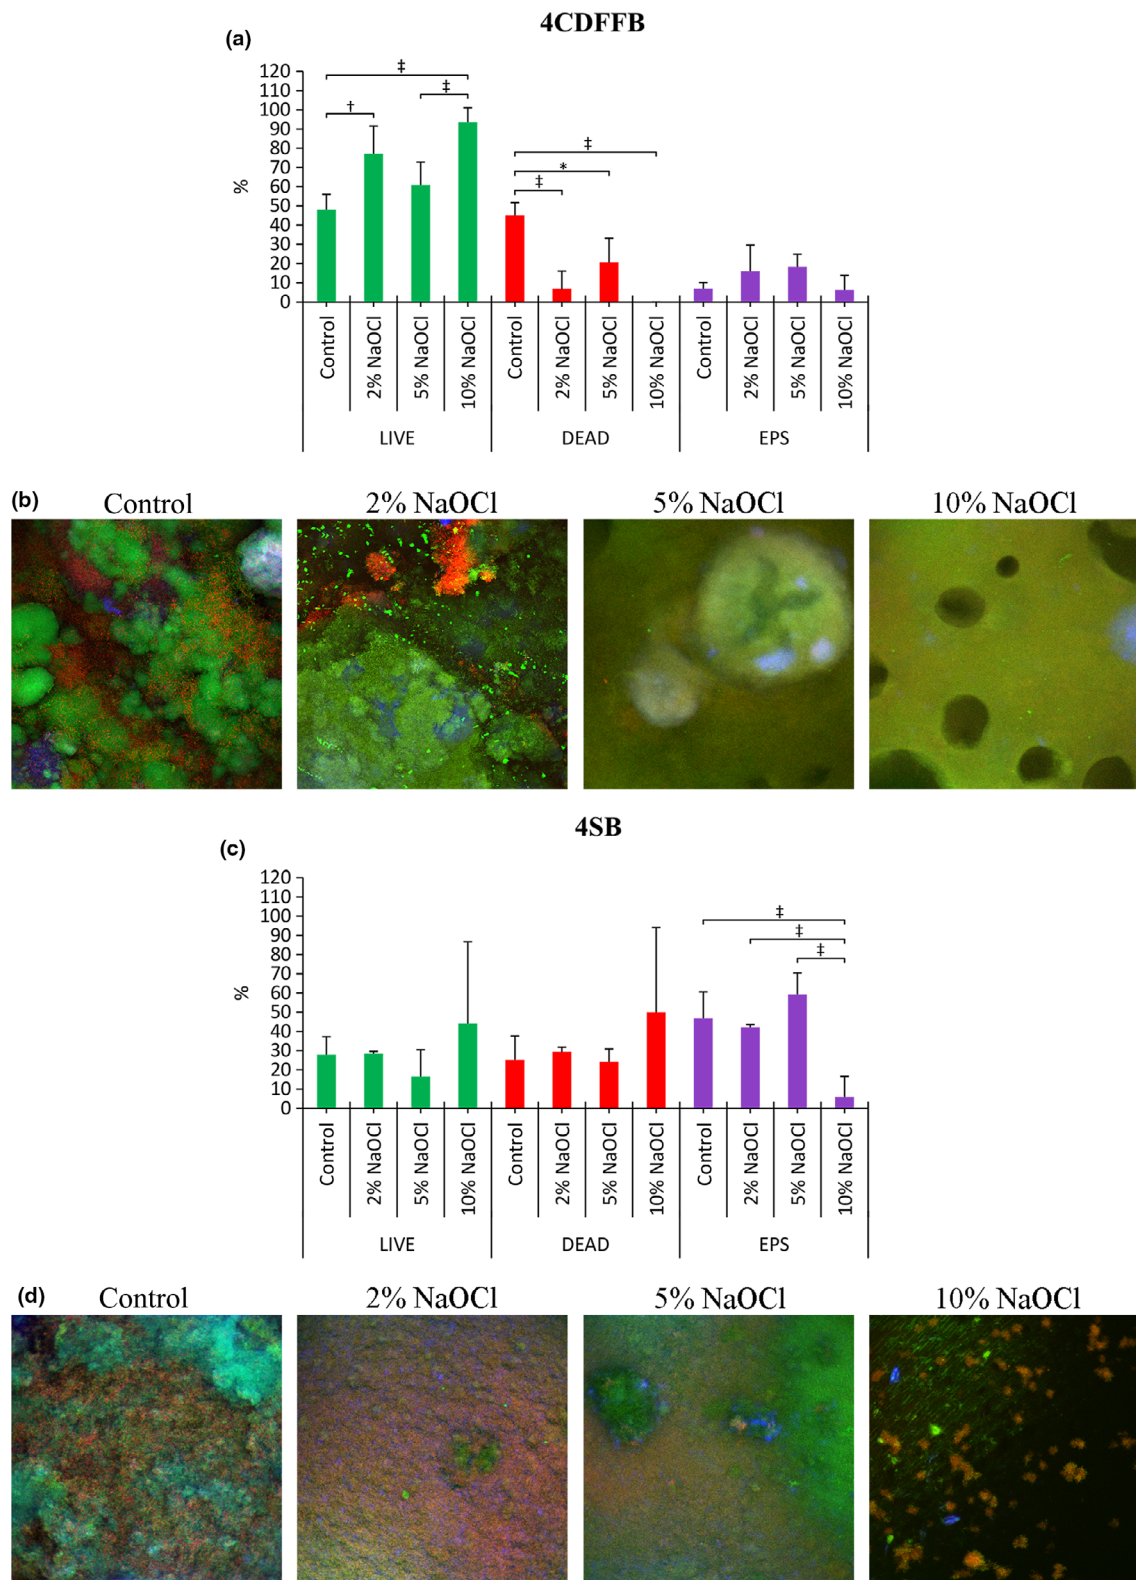 4CDFFB
(a)
120
110
100
90
80
70
60
50
40
30
20
10
0
%
‡
‡
†
‡
*
‡
Control
2% NaOCl
5% NaOCl
10% NaOCl
Control
2% NaOCl
5% NaOCl
10% NaOCl
Control
2% NaOCl
5% NaOCl
10% NaOCl
LIVE DEAD EPS
(b) Control 2% NaOCl 5% NaOCl 10% NaOCl
4SB
(c)
120
110
100
90
80
70
60
50
40
30
20
10
0
%
‡
‡
‡
Control
2% NaOCl
5% NaOCl
10% NaOCl
Control
2% NaOCl
5% NaOCl
10% NaOCl
Control
2% NaOCl
5% NaOCl
10% NaOCl
LIVE DEAD EPS
(d) Control 2% NaOCl 5% NaOCl 10% NaOCl